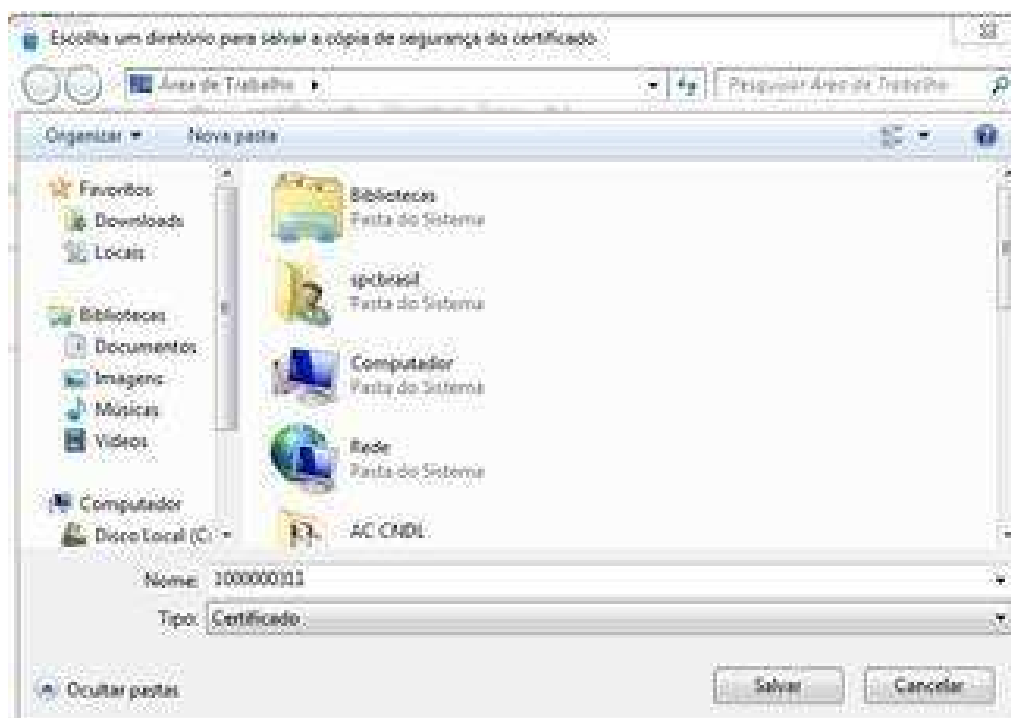 Escolha um diretório para salvar a cópia de segurança do certificado
Área de Trabalho
Pesquisar Área de Trabalho
Organizar
Nova pasta
Favoritos
Downloads
Locais
Bibliotecas
Documentos
Imagens
Músicas
Vídeos
Computador
Disco Local (C:
Bibliotecas
Pasta do Sistema
spcbrasil
Pasta do Sistema
Computador
Pasta do Sistema
Rede
Pasta do Sistema
AC CNDL
Nome: 1000000311
Tipo: Certificado
Ocultar pastas
Salvar
Cancelar